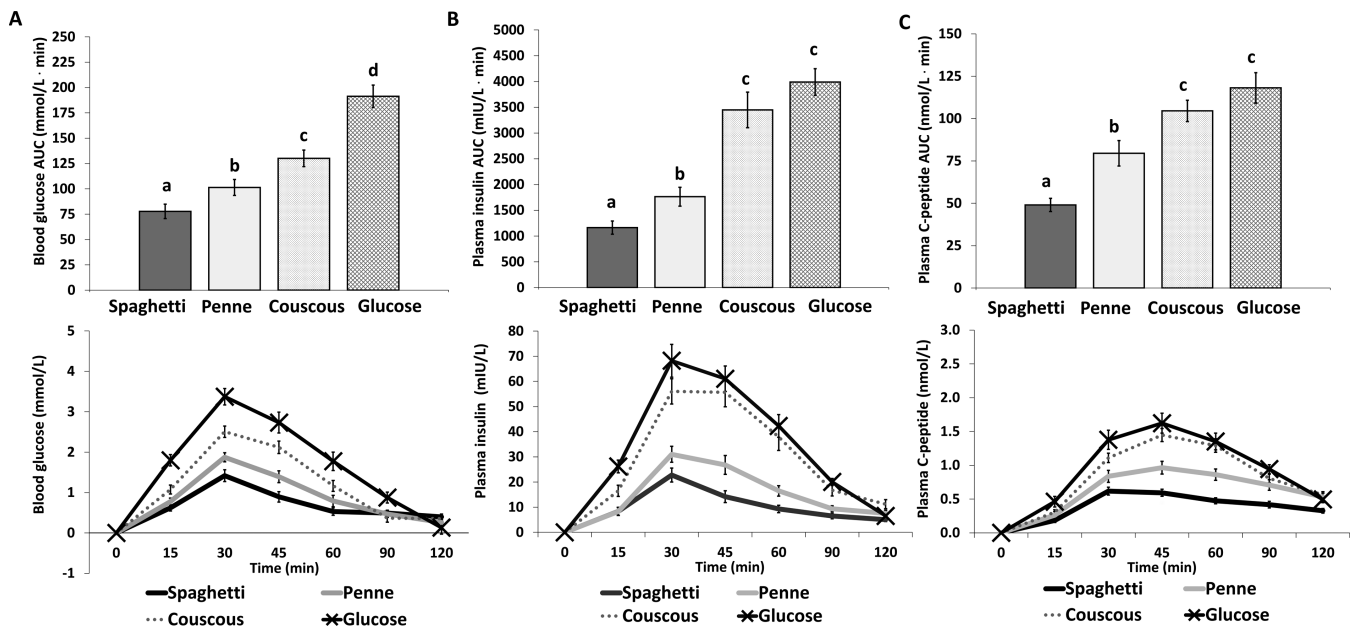 A
Blood glucose AUC (mmol/L · min)
250
225
200
175
150
125
100
75
50
25
0
a
b
c
d
Spaghetti Penne Couscous Glucose
B
Plasma insulin AUC (mIU/L · min)
5000
4500
4000
3500
3000
2500
2000
1500
1000
500
0
a
b
c
c
Spaghetti Penne Couscous Glucose
C
Plasma C-peptide AUC (nmol/L · min)
150
125
100
75
50
25
0
a
b
c
c
Spaghetti Penne Couscous Glucose
Blood glucose (mmol/L)
5
4
3
2
1
0
-1
0 15 30 45 60 90 120
Time (min)
Spaghetti Penne
Couscous Glucose
Plasma insulin (mIU/L)
80
70
60
50
40
30
20
10
0
0 15 30 45 60 90 120
Time (min)
Spaghetti Penne
Couscous Glucose
Plasma C-peptide (nmol/L)
3.0
2.5
2.0
1.5
1.0
0.5
0.0
0 15 30 45 60 90 120
Time (min)
Spaghetti Penne
Couscous Glucose